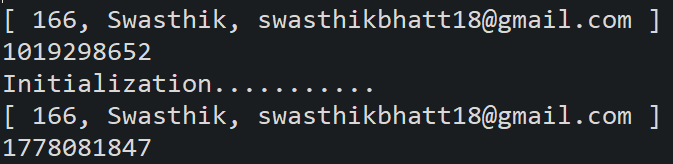 [ 166, Swasthik, swasthikbhatt18@gmail.com ]
1019298652
Initialization...........
[ 166, Swasthik, swasthikbhatt18@gmail.com ]
1778081847